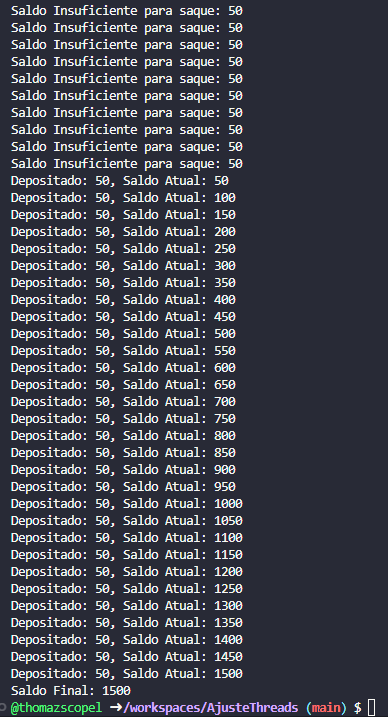 Saldo Insuficiente para saque: 50
Saldo Insuficiente para saque: 50
Saldo Insuficiente para saque: 50
Saldo Insuficiente para saque: 50
Saldo Insuficiente para saque: 50
Saldo Insuficiente para saque: 50
Saldo Insuficiente para saque: 50
Saldo Insuficiente para saque: 50
Saldo Insuficiente para saque: 50
Saldo Insuficiente para saque: 50
Depositado: 50, Saldo Atual: 50
Depositado: 50, Saldo Atual: 100
Depositado: 50, Saldo Atual: 150
Depositado: 50, Saldo Atual: 200
Depositado: 50, Saldo Atual: 250
Depositado: 50, Saldo Atual: 300
Depositado: 50, Saldo Atual: 350
Depositado: 50, Saldo Atual: 400
Depositado: 50, Saldo Atual: 450
Depositado: 50, Saldo Atual: 500
Depositado: 50, Saldo Atual: 550
Depositado: 50, Saldo Atual: 600
Depositado: 50, Saldo Atual: 650
Depositado: 50, Saldo Atual: 700
Depositado: 50, Saldo Atual: 750
Depositado: 50, Saldo Atual: 800
Depositado: 50, Saldo Atual: 850
Depositado: 50, Saldo Atual: 900
Depositado: 50, Saldo Atual: 950
Depositado: 50, Saldo Atual: 1000
Depositado: 50, Saldo Atual: 1050
Depositado: 50, Saldo Atual: 1100
Depositado: 50, Saldo Atual: 1150
Depositado: 50, Saldo Atual: 1200
Depositado: 50, Saldo Atual: 1250
Depositado: 50, Saldo Atual: 1300
Depositado: 50, Saldo Atual: 1350
Depositado: 50, Saldo Atual: 1400
Depositado: 50, Saldo Atual: 1450
Depositado: 50, Saldo Atual: 1500
Saldo Final: 1500
@thomazscopel ➜/workspaces/AjusteThreads (main) $